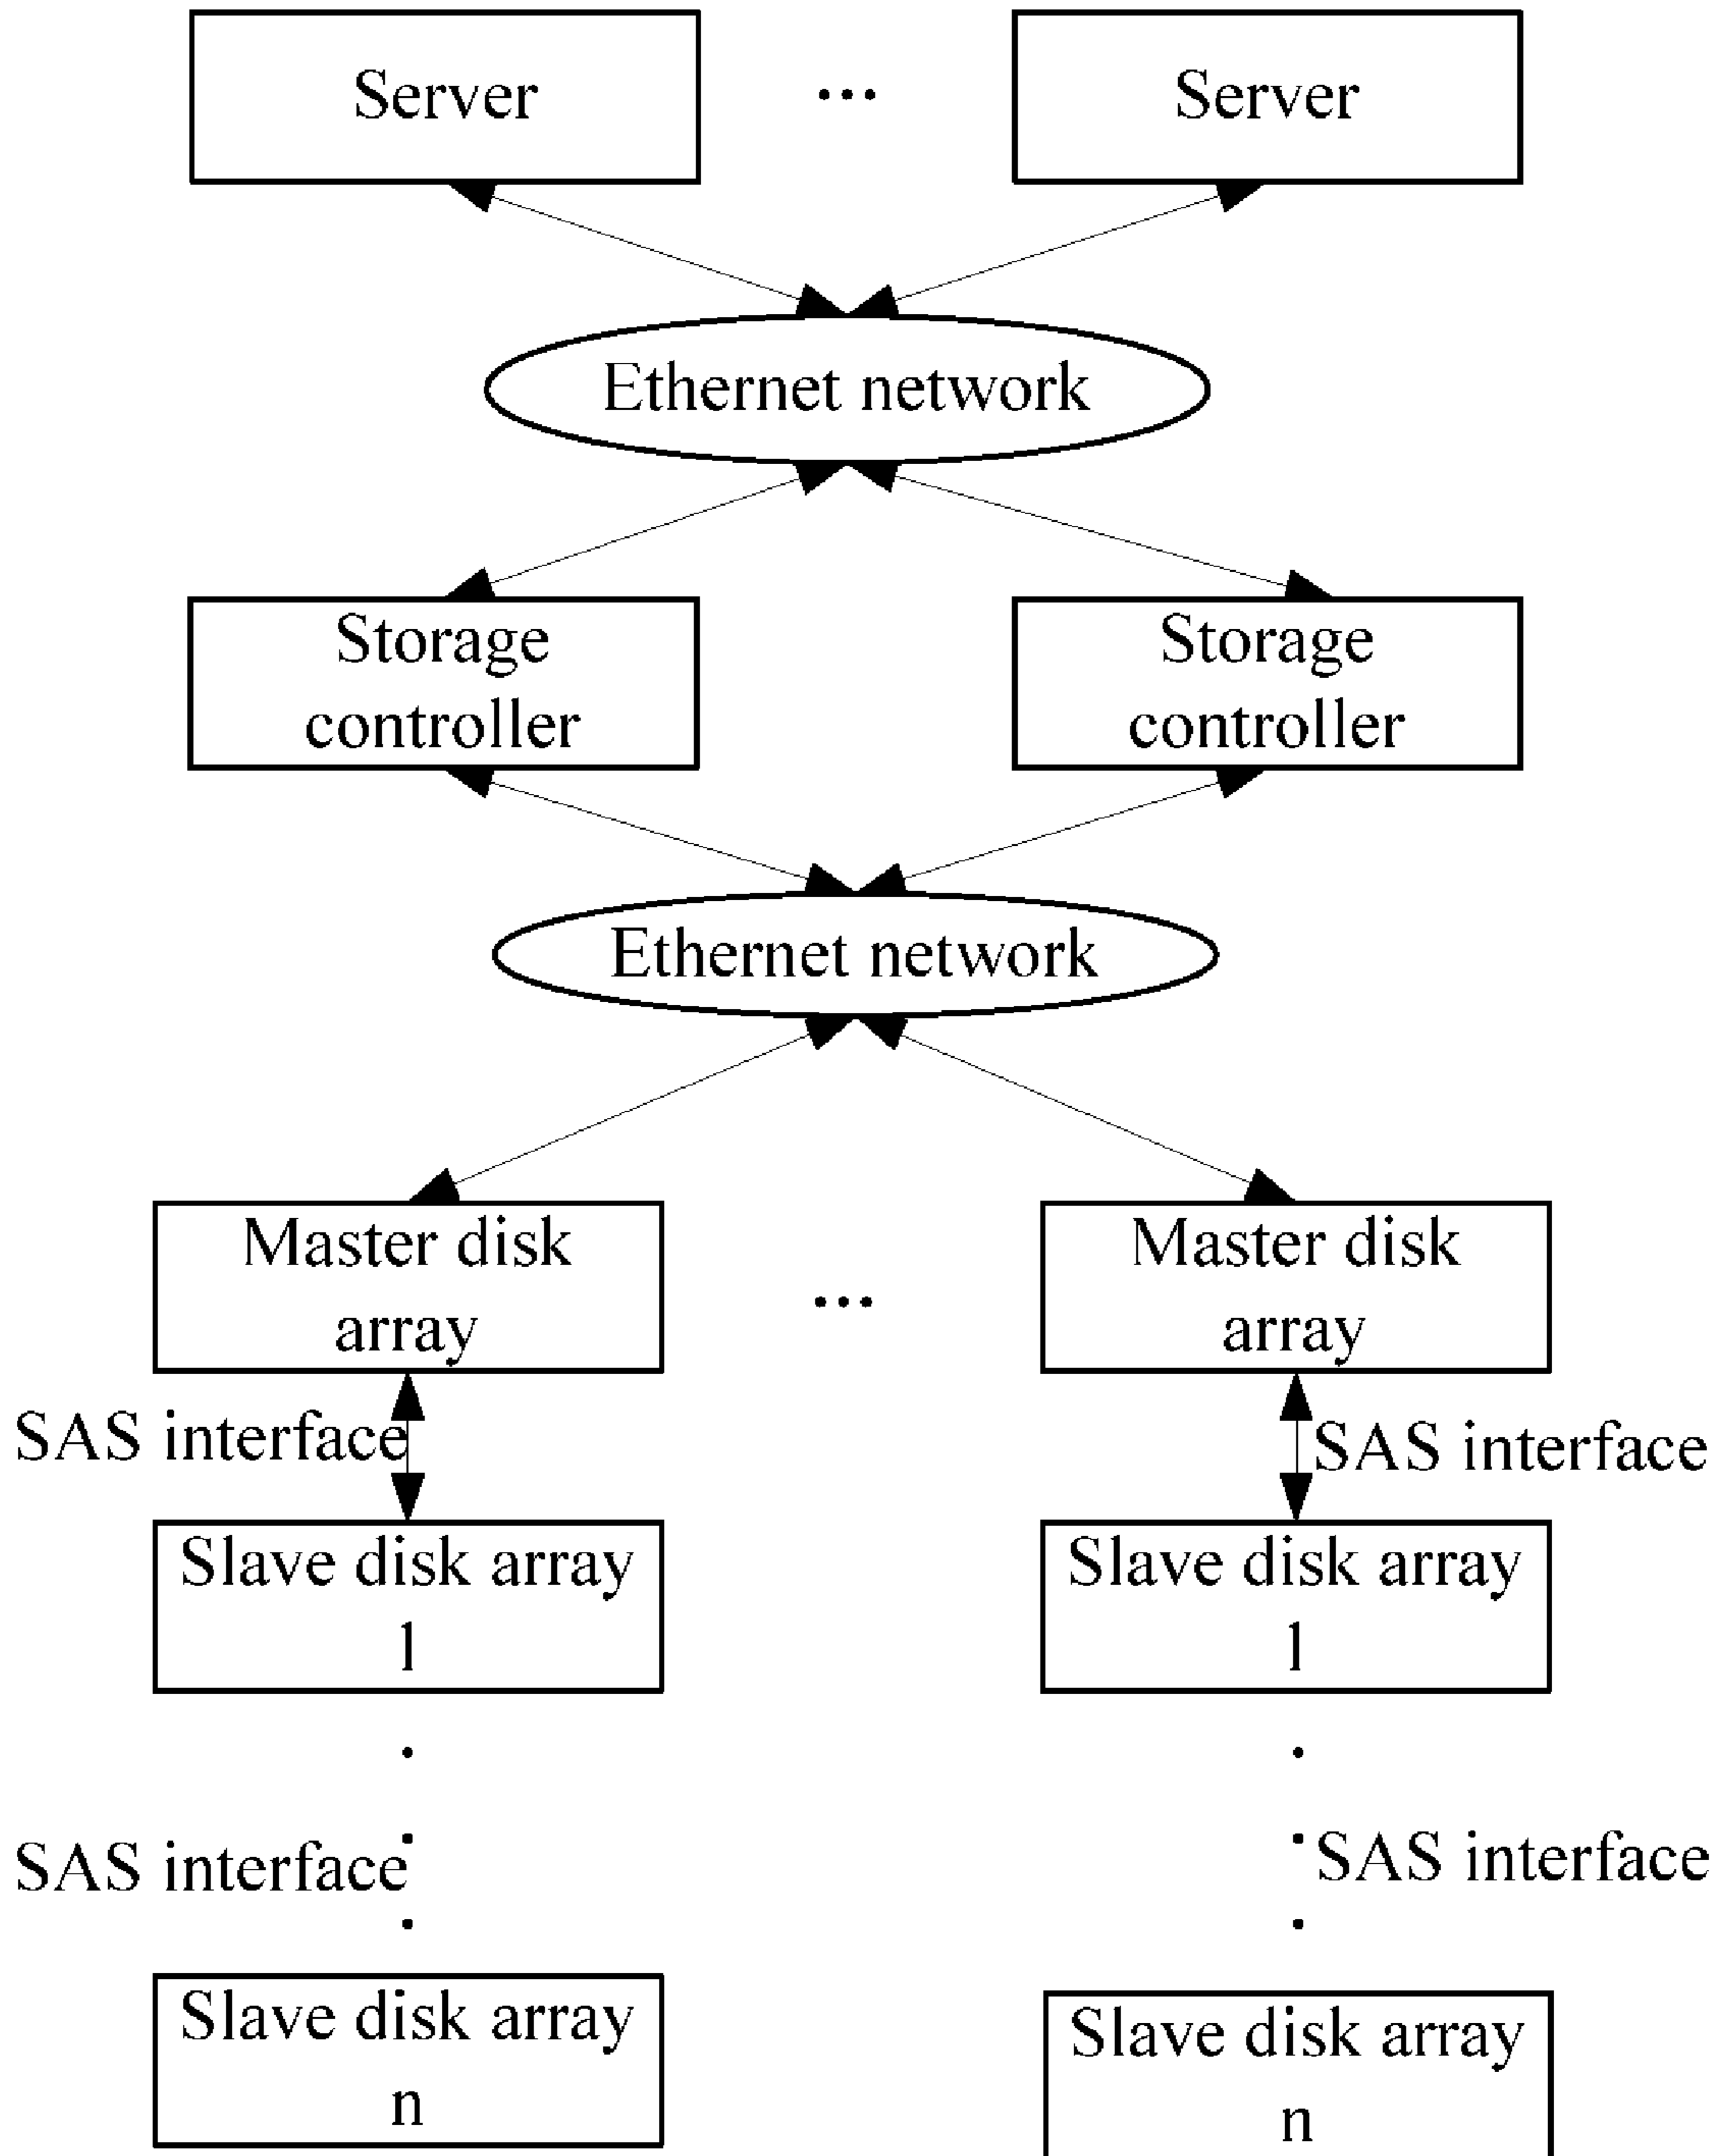 Server
...
Server
Ethernet network
Storage
controller
Storage
controller
Ethernet network
Master disk
array
...
Master disk
array
SAS interface
SAS interface
Slave disk array
1
Slave disk array
1
SAS interface
SAS interface
Slave disk array
n
Slave disk array
n